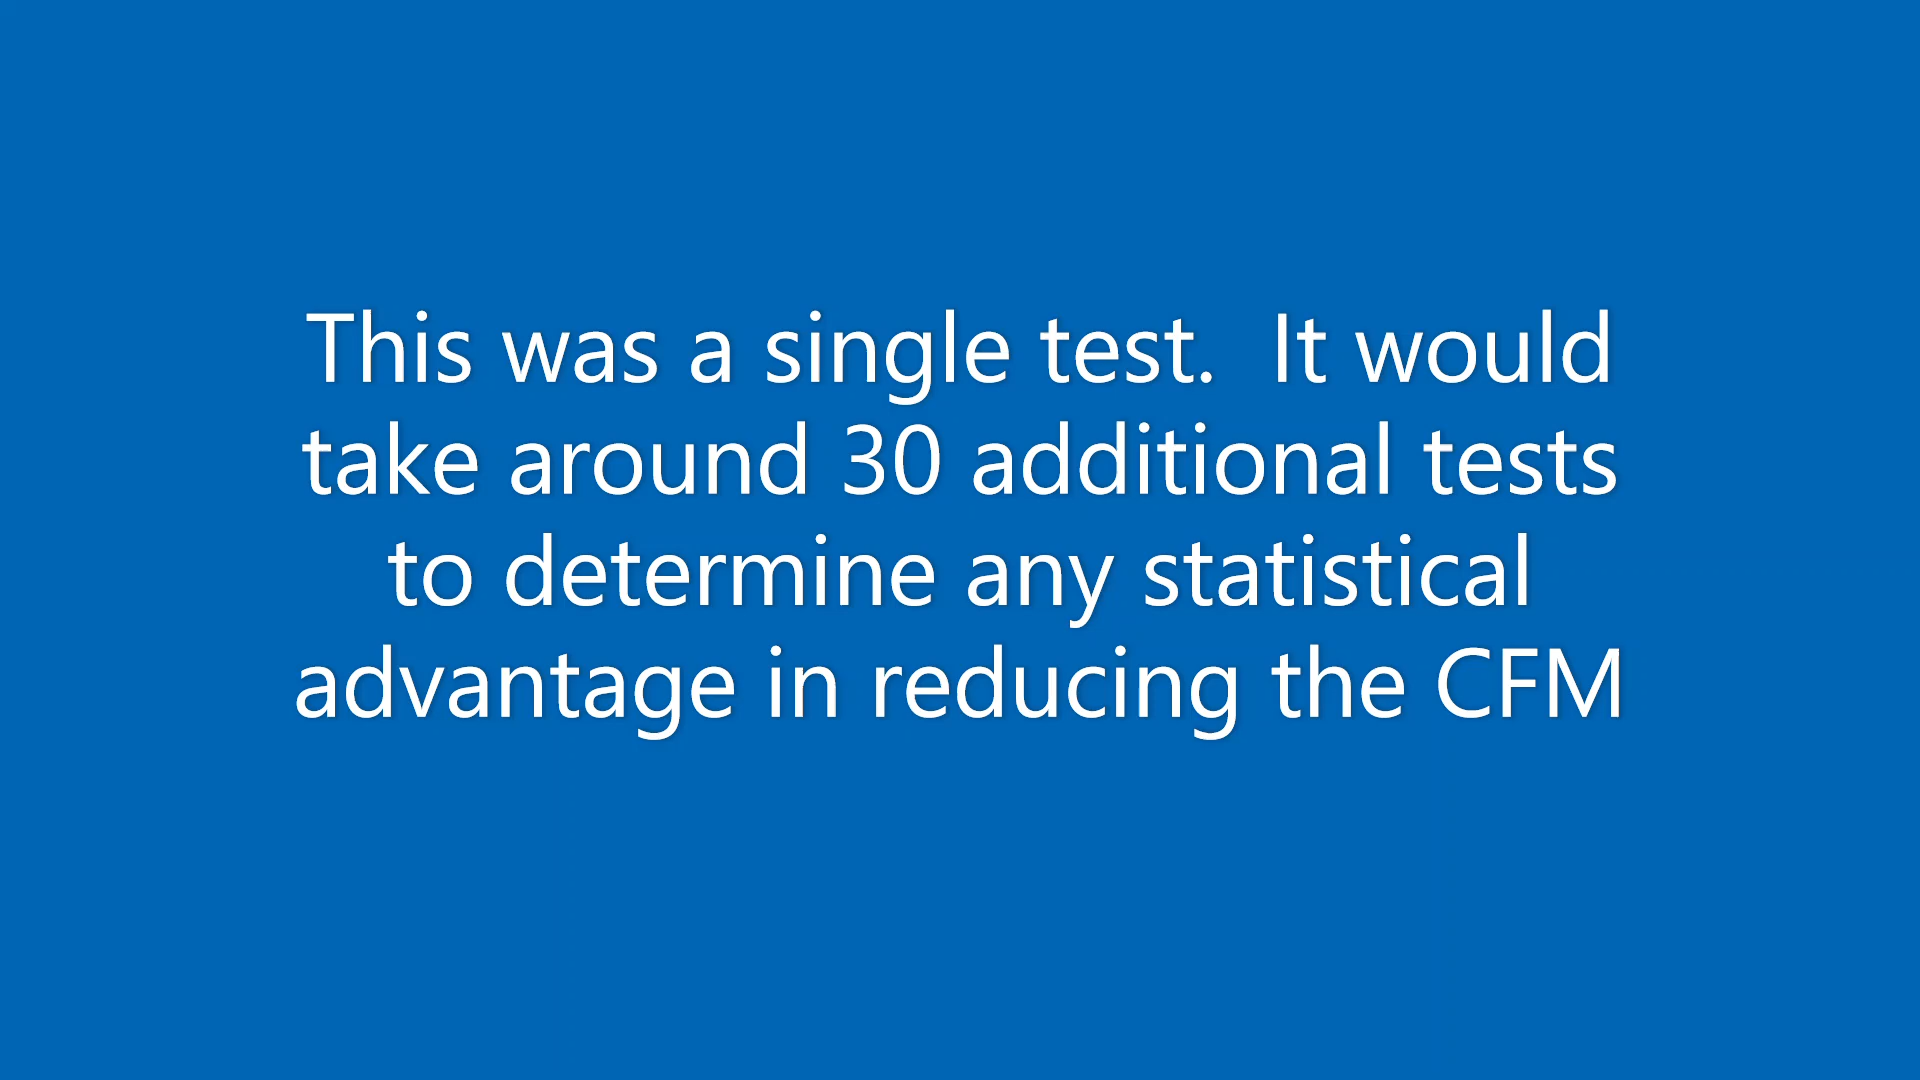 This was a single test.  It would
take around 30 additional tests
to determine any statistical
advantage in reducing the CFM